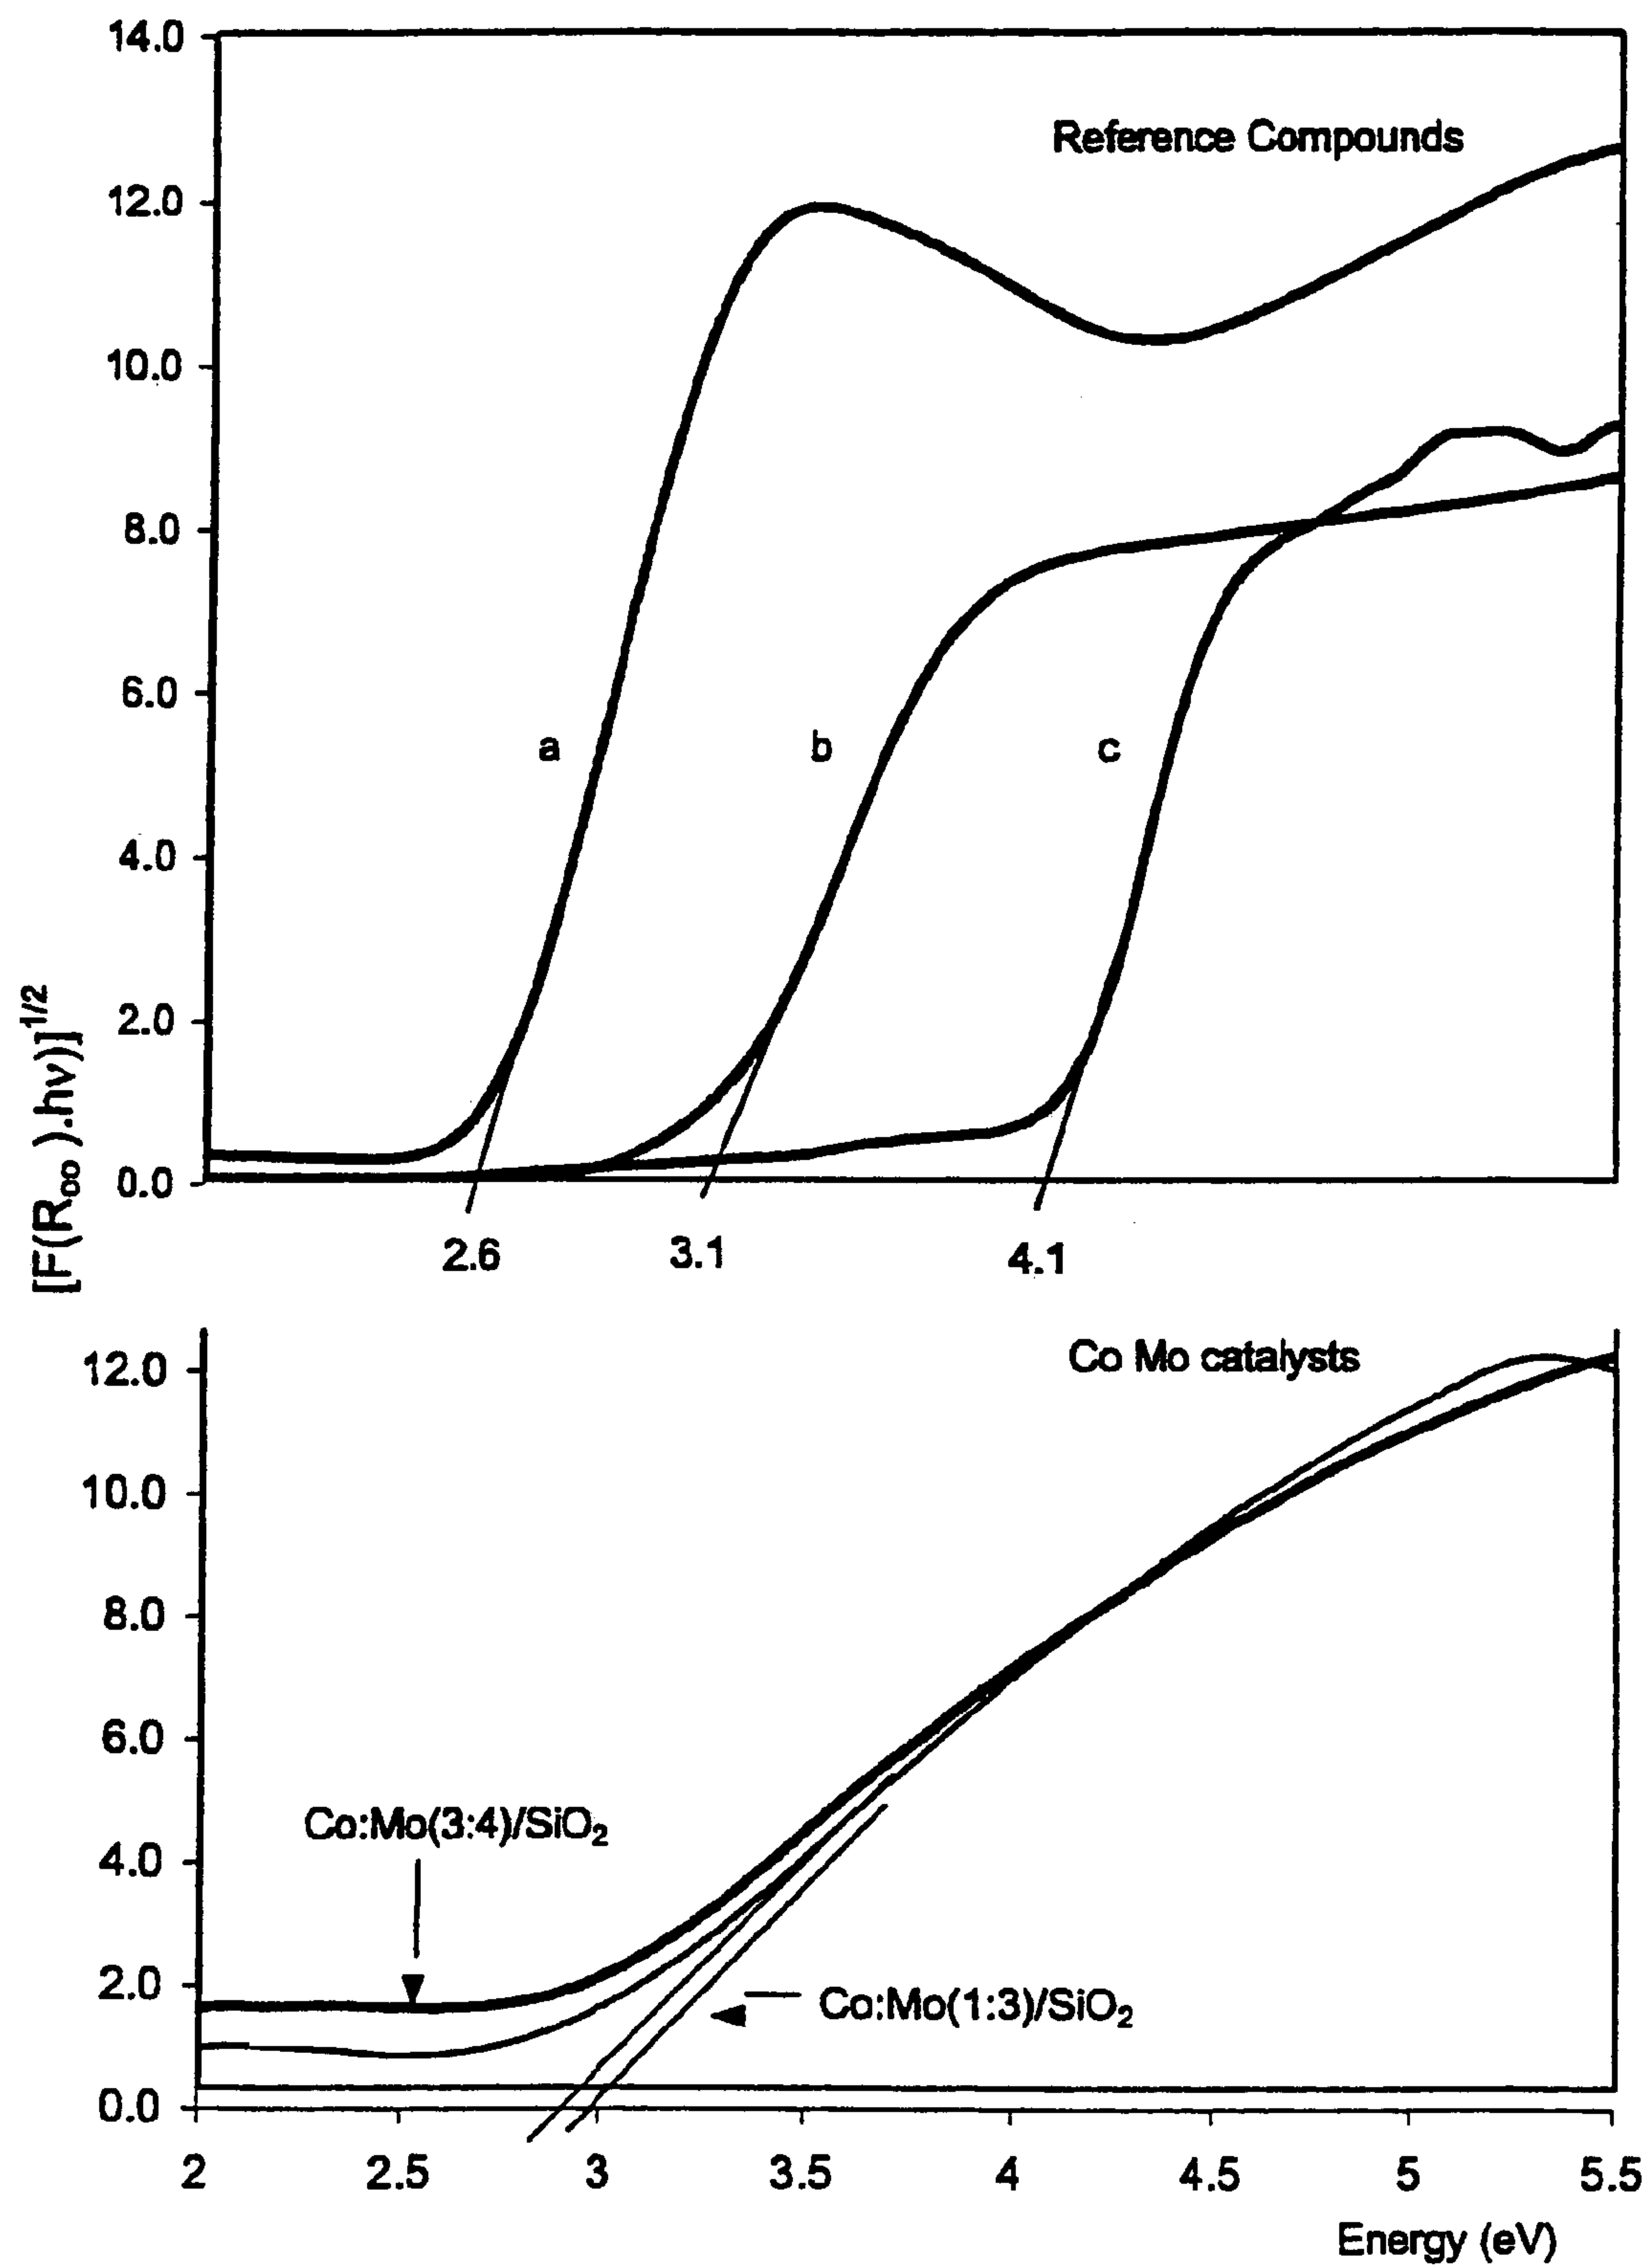 14.0
Reference Compounds
12.0
10.0
8.0
6.0
a b c
4.0
2.0
0.0
2.6 3.1 4.1
[F(R∞).hν)]1/2
Co Mo catalysts
12.0
10.0
8.0
6.0
Co:Mo(3:4)/SiO2
4.0
2.0
Co:Mo(1:3)/SiO2
0.0
2 2.5 3 3.5 4 4.5 5 5.5
Energy (eV)